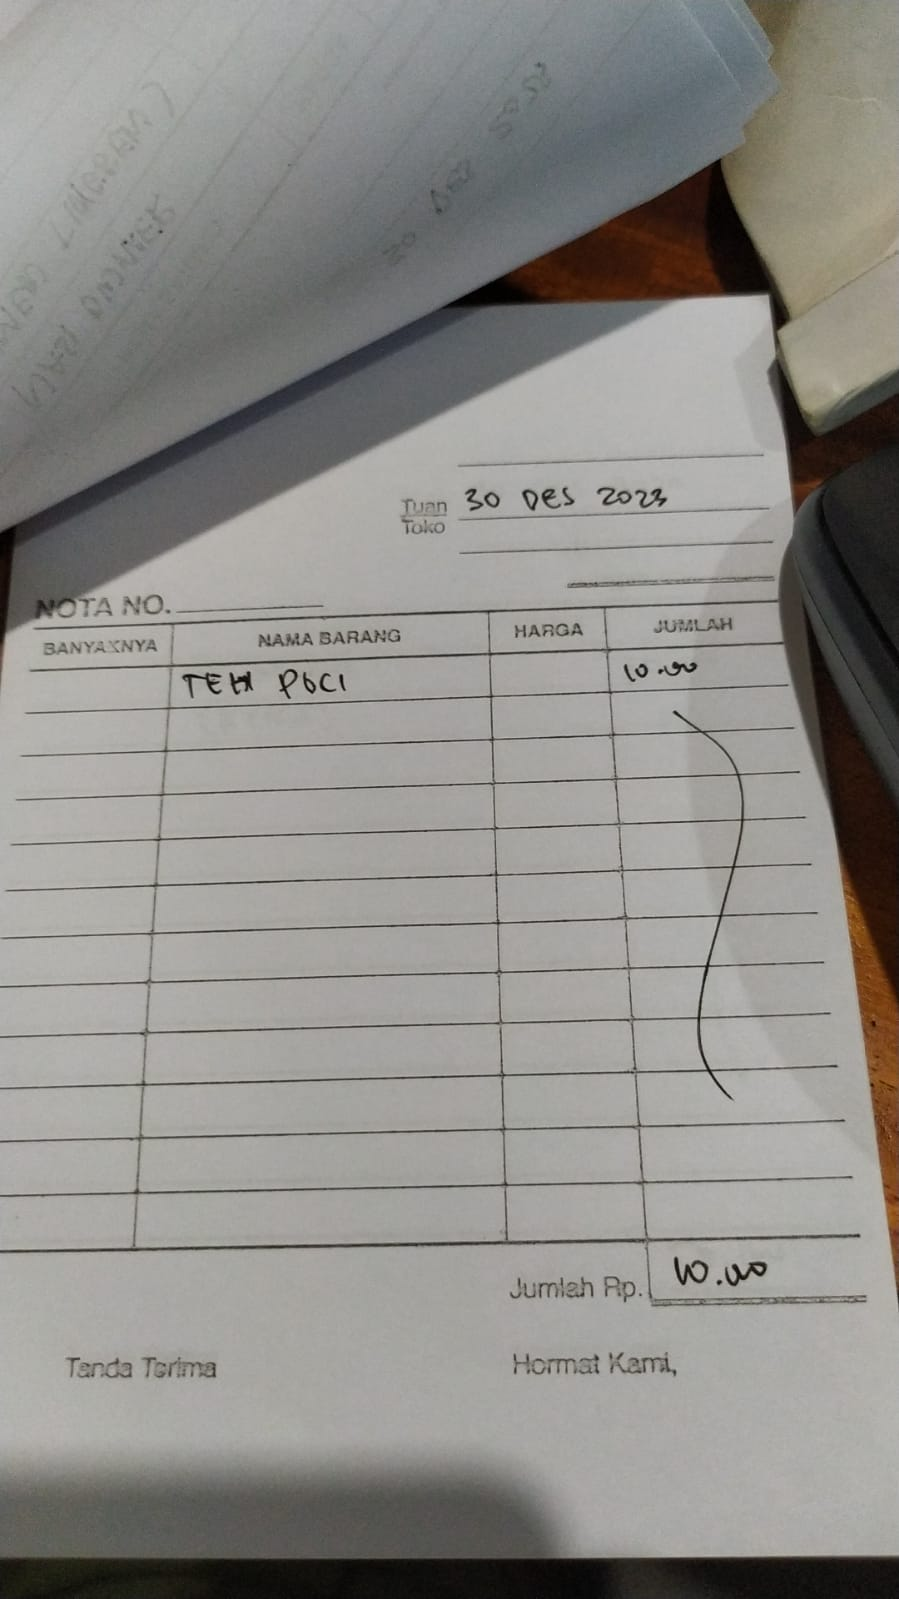 30 DES 2023
Tuan
Toko
NOTA NO.
BANYAKNYA NAMA BARANG HARGA JUMLAH
TEH POCI 10.000
Jumlah Rp. 10.000
Tanda Terima Hormat Kami,